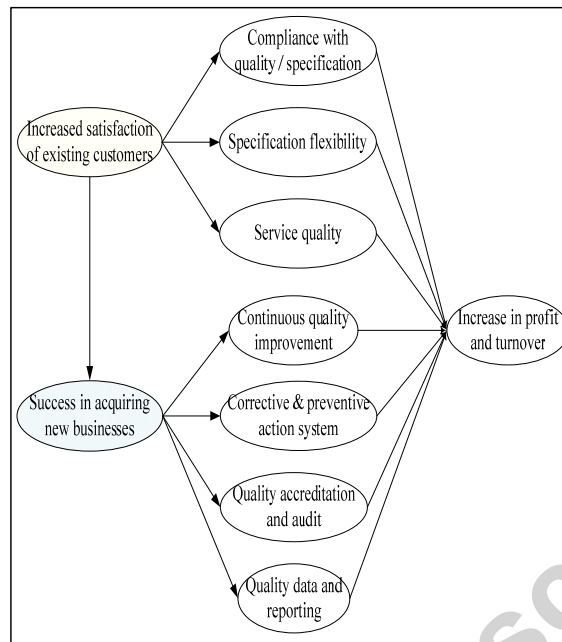 Compliance with
quality / specification
Increased satisfaction
of existing customers
Specification flexibility
Service quality
Continuous quality
improvement
Increase in profit
and turnover
Success in acquiring
new businesses
Corrective & preventive
action system
Quality accreditation
and audit
Quality data and
reporting